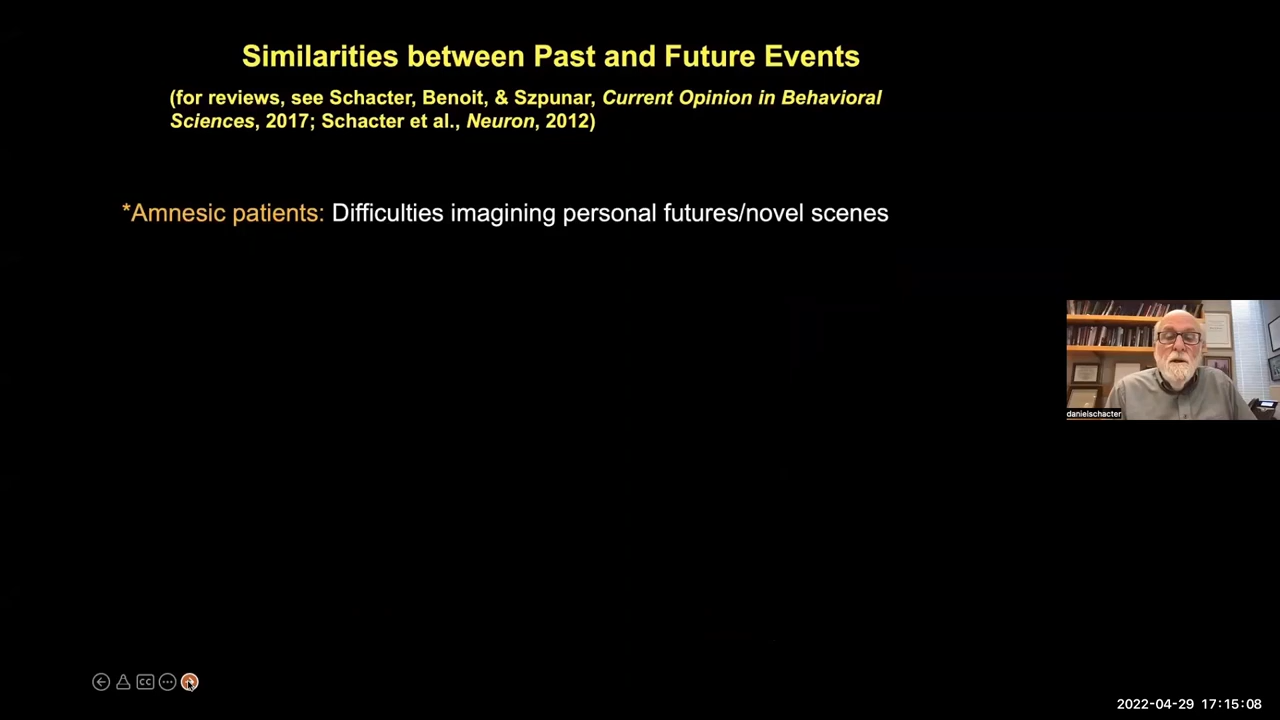 Similarities between Past and Future Events
(for reviews, see Schacter, Benoit, & Szpunar, Current Opinion in Behavioral
Sciences, 2017; Schacter et al., Neuron, 2012)
*Amnesic patients: Difficulties imagining personal futures/novel scenes
danielschacter
CC
2022-04-29 17:15:08